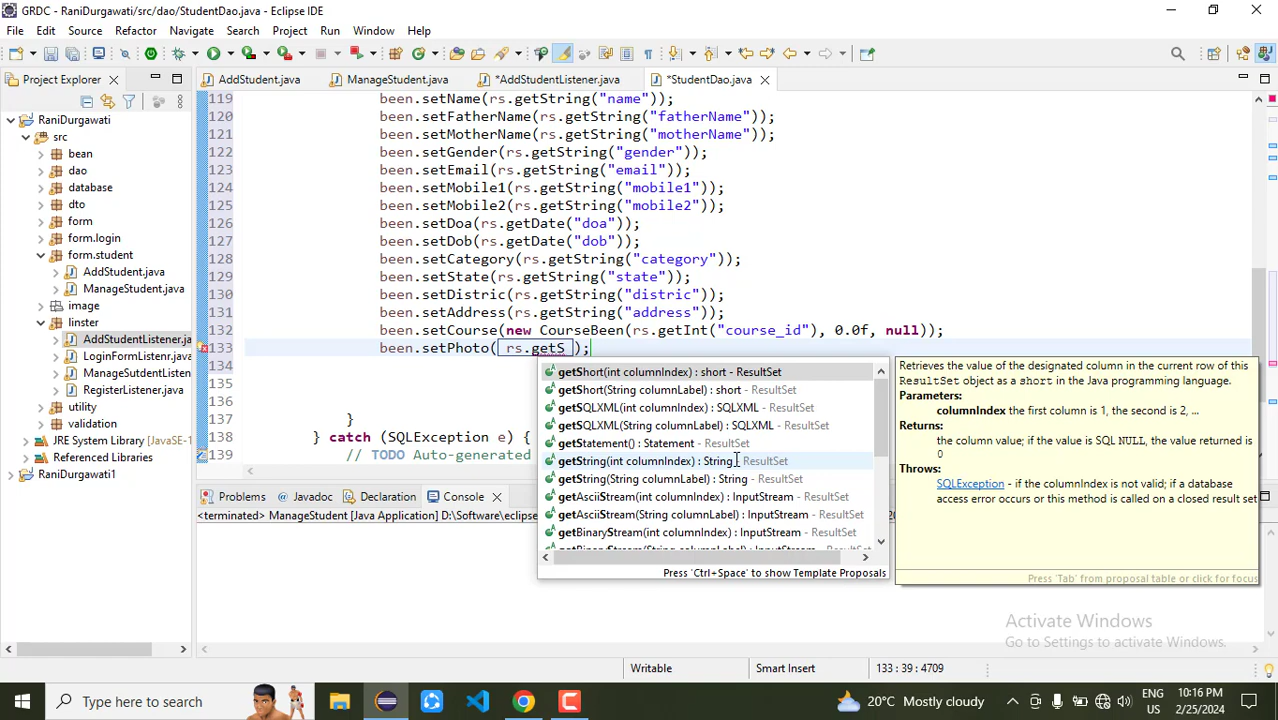 GRDC - RaniDurgawati/src/dao/StudentDao.java - Eclipse IDE
File Edit Source Refactor Navigate Search Project Run Window Help
Project Explorer
AddStudent.java
ManageStudent.java
*AddStudentListener.java
*StudentDao.java
RaniDurgawati
src
bean
dao
database
dto
form
form.login
form.student
AddStudent.java
ManageStudent.java
image
linster
AddStudentListener.ja
LoginFormListenr.java
ManageSutdentListen
RegisterListener.java
utility
validation
JRE System Library [JavaSE-1
Referenced Libraries
RaniDurgawati1
119 been.setName(rs.getString("name"));
120 been.setFatherName(rs.getString("fatherName"));
121 been.setMotherName(rs.getString("motherName"));
122 been.setGender(rs.getString("gender"));
123 been.setEmail(rs.getString("email"));
124 been.setMobile1(rs.getString("mobile1"));
125 been.setMobile2(rs.getString("mobile2"));
126 been.setDoa(rs.getDate("doa"));
127 been.setDob(rs.getDate("dob"));
128 been.setCategory(rs.getString("category"));
129 been.setState(rs.getString("state"));
130 been.setDistric(rs.getString("distric"));
131 been.setAddress(rs.getString("address"));
132 been.setCourse(new CourseBeen(rs.getInt("course_id"), 0.0f, null));
133 been.setPhoto( rs.getS );
134
135
136
137 }
138 } catch (SQLException e) {
139 // TODO Auto-generated
getShort(int columnIndex) : short - ResultSet
getShort(String columnLabel) : short - ResultSet
getSQLXML(int columnIndex) : SQLXML - ResultSet
getSQLXML(String columnLabel) : SQLXML - ResultSet
getStatement() : Statement - ResultSet
getString(int columnIndex) : String - ResultSet
getString(String columnLabel) : String - ResultSet
getAsciiStream(int columnIndex) : InputStream - ResultSet
getAsciiStream(String columnLabel) : InputStream - ResultSet
getBinaryStream(int columnIndex) : InputStream - ResultSet
getBinaryStream(String columnLabel) : InputStream - ResultSet
Press 'Ctrl+Space' to show Template Proposals
Retrieves the value of the designated column in the current row of this
ResultSet object as a short in the Java programming language.
Parameters:
columnIndex the first column is 1, the second is 2, ...
Returns:
the column value; if the value is SQL NULL, the value returned is
0
Throws:
SQLException - if the columnIndex is not valid; if a database
access error occurs or this method is called on a closed result set
Press 'Tab' from proposal table or click for focus
Problems
Javadoc
Declaration
Console
<terminated> ManageStudent [Java Application] D:\Software\eclipse
Activate Windows
Go to Settings to activate Windows.
Writable
Smart Insert
133 : 39 : 4709
Type here to search
20°C Mostly cloudy
ENG
US
10:16 PM
2/25/2024